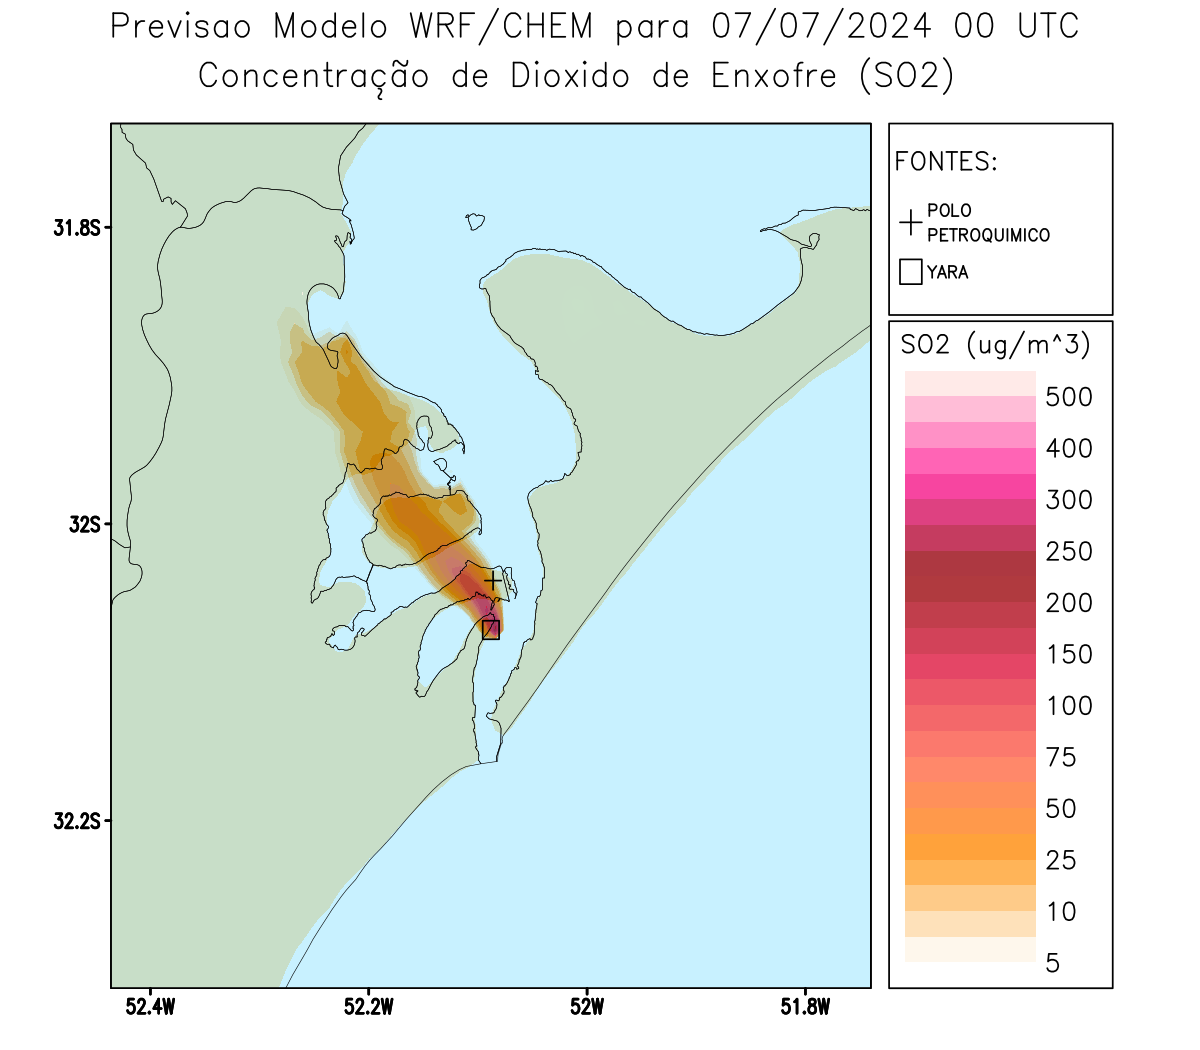 Previsao Modelo WRF/CHEM para 07/07/2024 00 UTC
Concentração de Dioxido de Enxofre (SO2)
FONTES:
POLO
PETROQUIMICO
YARA
SO2 (ug/m^3)
500
400
300
250
200
150
100
75
50
25
10
5
31.8S
32S
32.2S
52.4W
52.2W
52W
51.8W